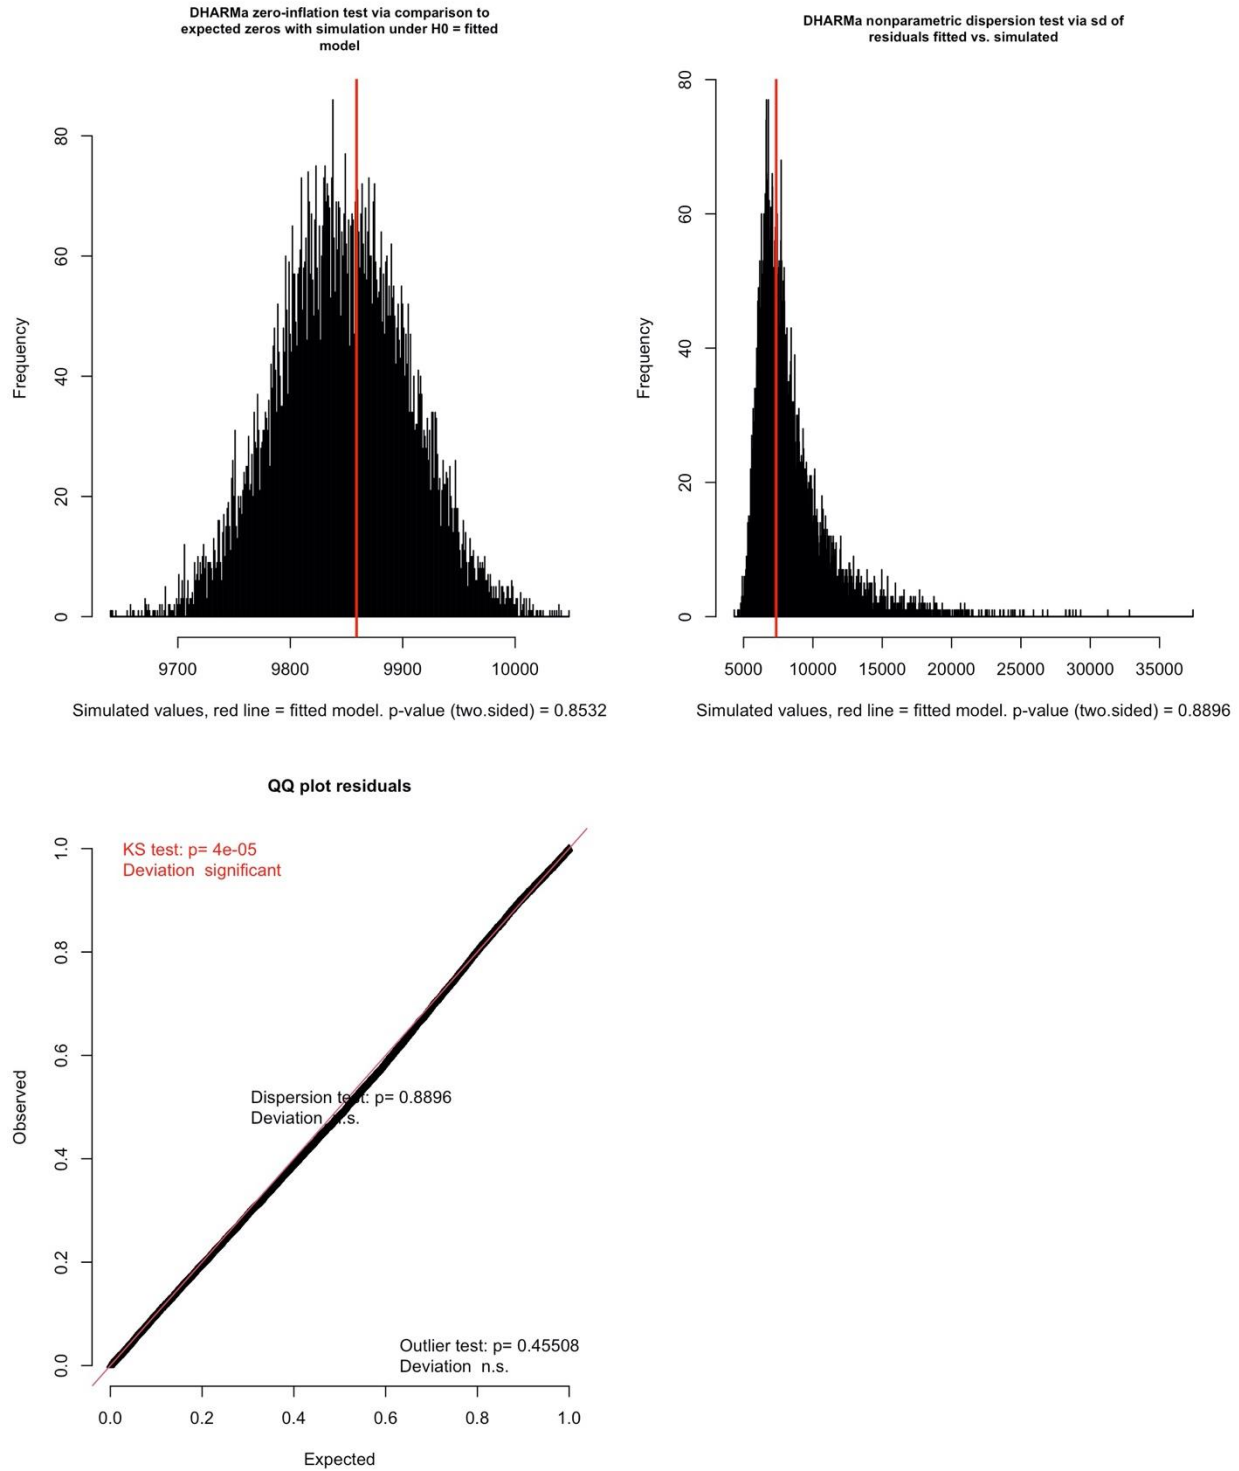 DHARMa zero-inflation test via comparison to
expected zeros with simulation under H0 = fitted
model
80
60
40
20
0
Frequency
9700 9800 9900 10000
Simulated values, red line = fitted model. p-value (two.sided) = 0.8532
DHARMa nonparametric dispersion test via sd of
residuals fitted vs. simulated
80
60
40
20
0
Frequency
5000 10000 15000 20000 25000 30000 35000
Simulated values, red line = fitted model. p-value (two.sided) = 0.8896
QQ plot residuals
KS test: p= 4e-05
Deviation significant
1.0
0.8
0.6
0.4
0.2
0.0
Observed
Dispersion test: p= 0.8896
Deviation n.s.
Outlier test: p= 0.45508
Deviation n.s.
0.0 0.2 0.4 0.6 0.8 1.0
Expected